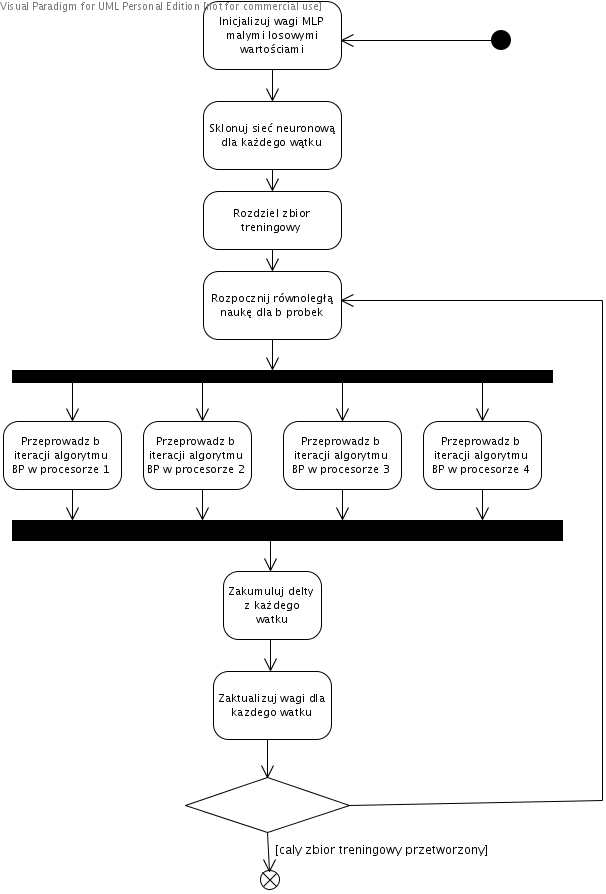 Visual Paradigm for UML Personal Edition [not for commercial use]
Inicjalizuj wagi MLP
malymi losowymi
wartościami
Sklonuj sieć neuronową
dla każdego wątku
Rozdziel zbior
treningowy
Rozpocznij równoległą
naukę dla b probek
Przeprowadz b
iteracji algorytmu
BP w procesorze 1
Przeprowadz b
iteracji algorytmu
BP w procesorze 2
Przeprowadz b
iteracji algorytmu
BP w procesorze 3
Przeprowadz b
iteracji algorytmu
BP w procesorze 4
Zakumuluj delty
z każdego
watku
Zaktualizuj wagi dla
kazdego watku
[caly zbior treningowy przetworzony]